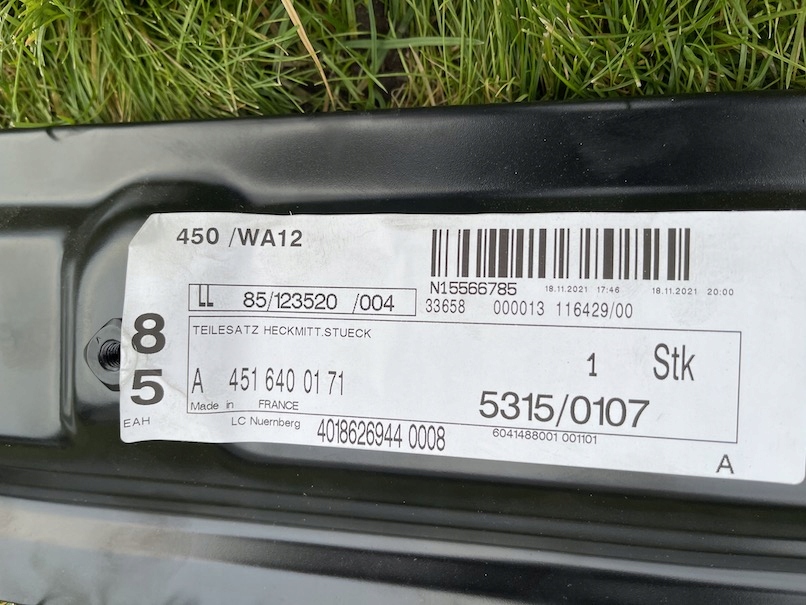 450 /WA12
N15566785 18.11.2021 17:46 18.11.2021 20:00
LL 85/123520 /004
33658 000013 116429/00
85
TEILESATZ HECKMITT.STUECK
1 Stk
A 451 640 01 71
5315/0107
Made in FRANCE
EAH
LC Nuernberg
4018626944 0008
6041488001 001101
A